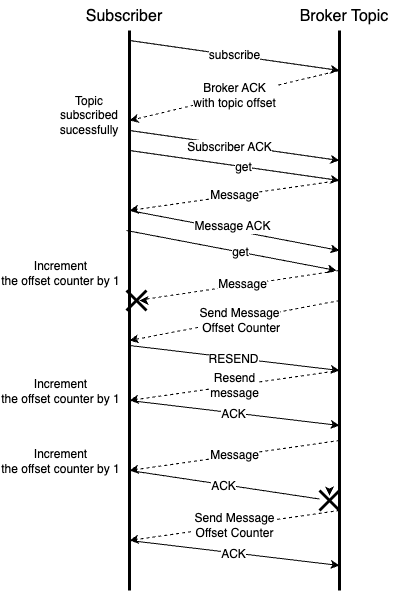 Subscriber
Broker Topic
subscribe
Broker ACK
with topic offset
Topic
subscribed
sucessfully
Subscriber ACK
get
Message
Message ACK
get
Increment
the offset counter by 1
Message
Send Message
Offset Counter
RESEND
Resend
message
Increment
the offset counter by 1
ACK
Message
Increment
the offset counter by 1
ACK
Send Message
Offset Counter
ACK